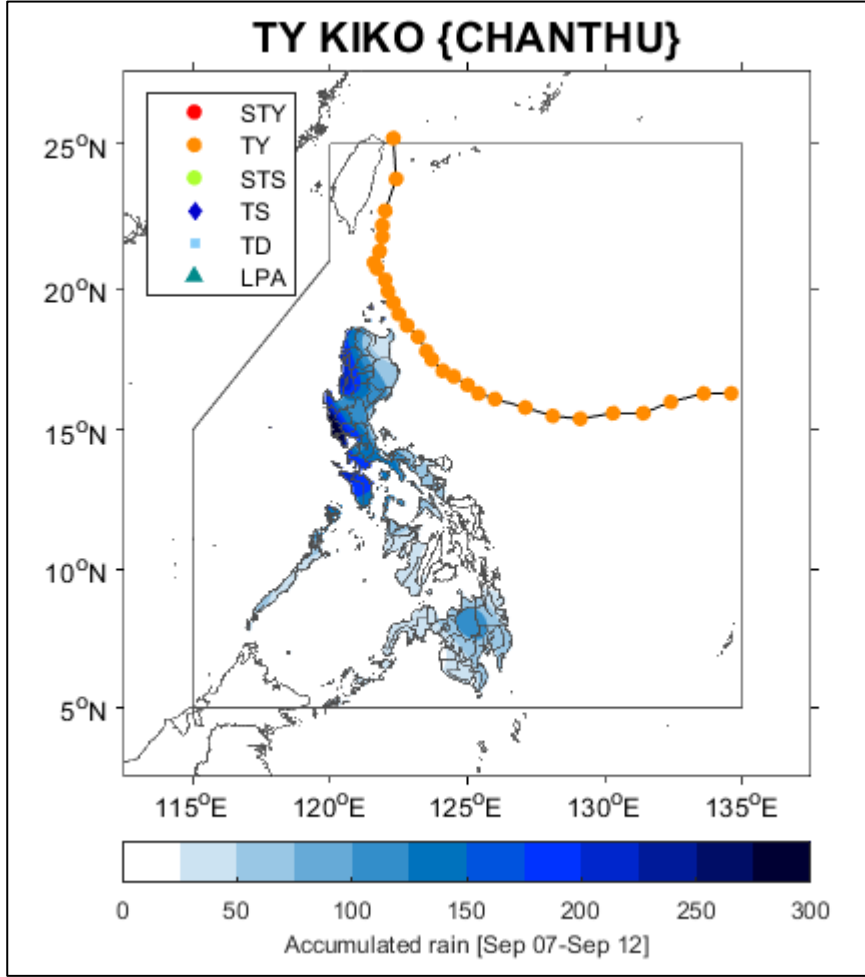 TY KIKO {CHANTHU}
STY
TY
STS
TS
TD
LPA
25°N
20°N
15°N
10°N
5°N
115°E 120°E 125°E 130°E 135°E
0 50 100 150 200 250 300
Accumulated rain [Sep 07-Sep 12]